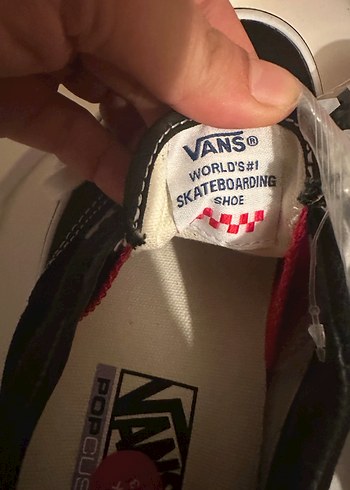 VANS®
WORLD'S #1
SKATEBOARDING
SHOE
VANS
POPCUS